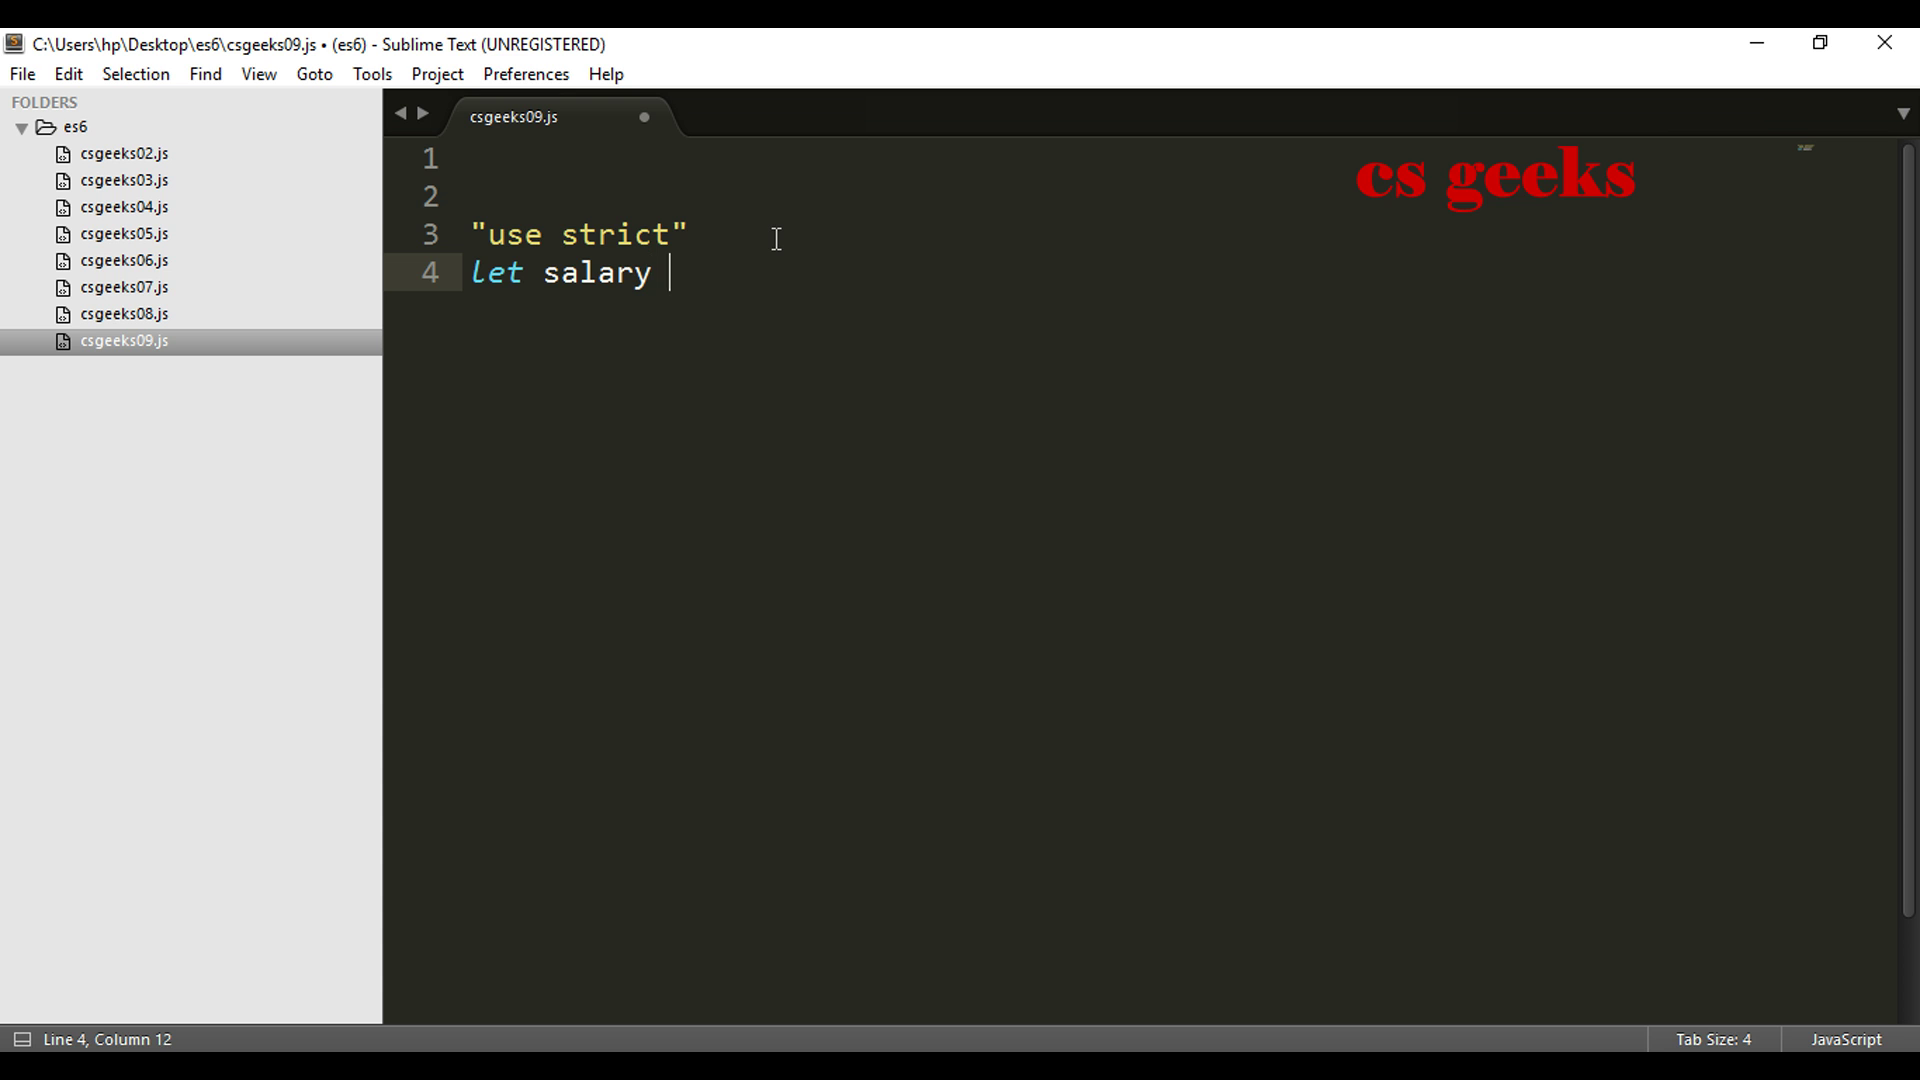 C:\Users\hp\Desktop\es6\csgeeks09.js • (es6) - Sublime Text (UNREGISTERED)
File Edit Selection Find View Goto Tools Project Preferences Help
FOLDERS
es6
csgeeks02.js
csgeeks03.js
csgeeks04.js
csgeeks05.js
csgeeks06.js
csgeeks07.js
csgeeks08.js
csgeeks09.js
csgeeks09.js
cs geeks
1
2
3 "use strict"
4 let salary
Line 4, Column 12
Tab Size: 4
JavaScript